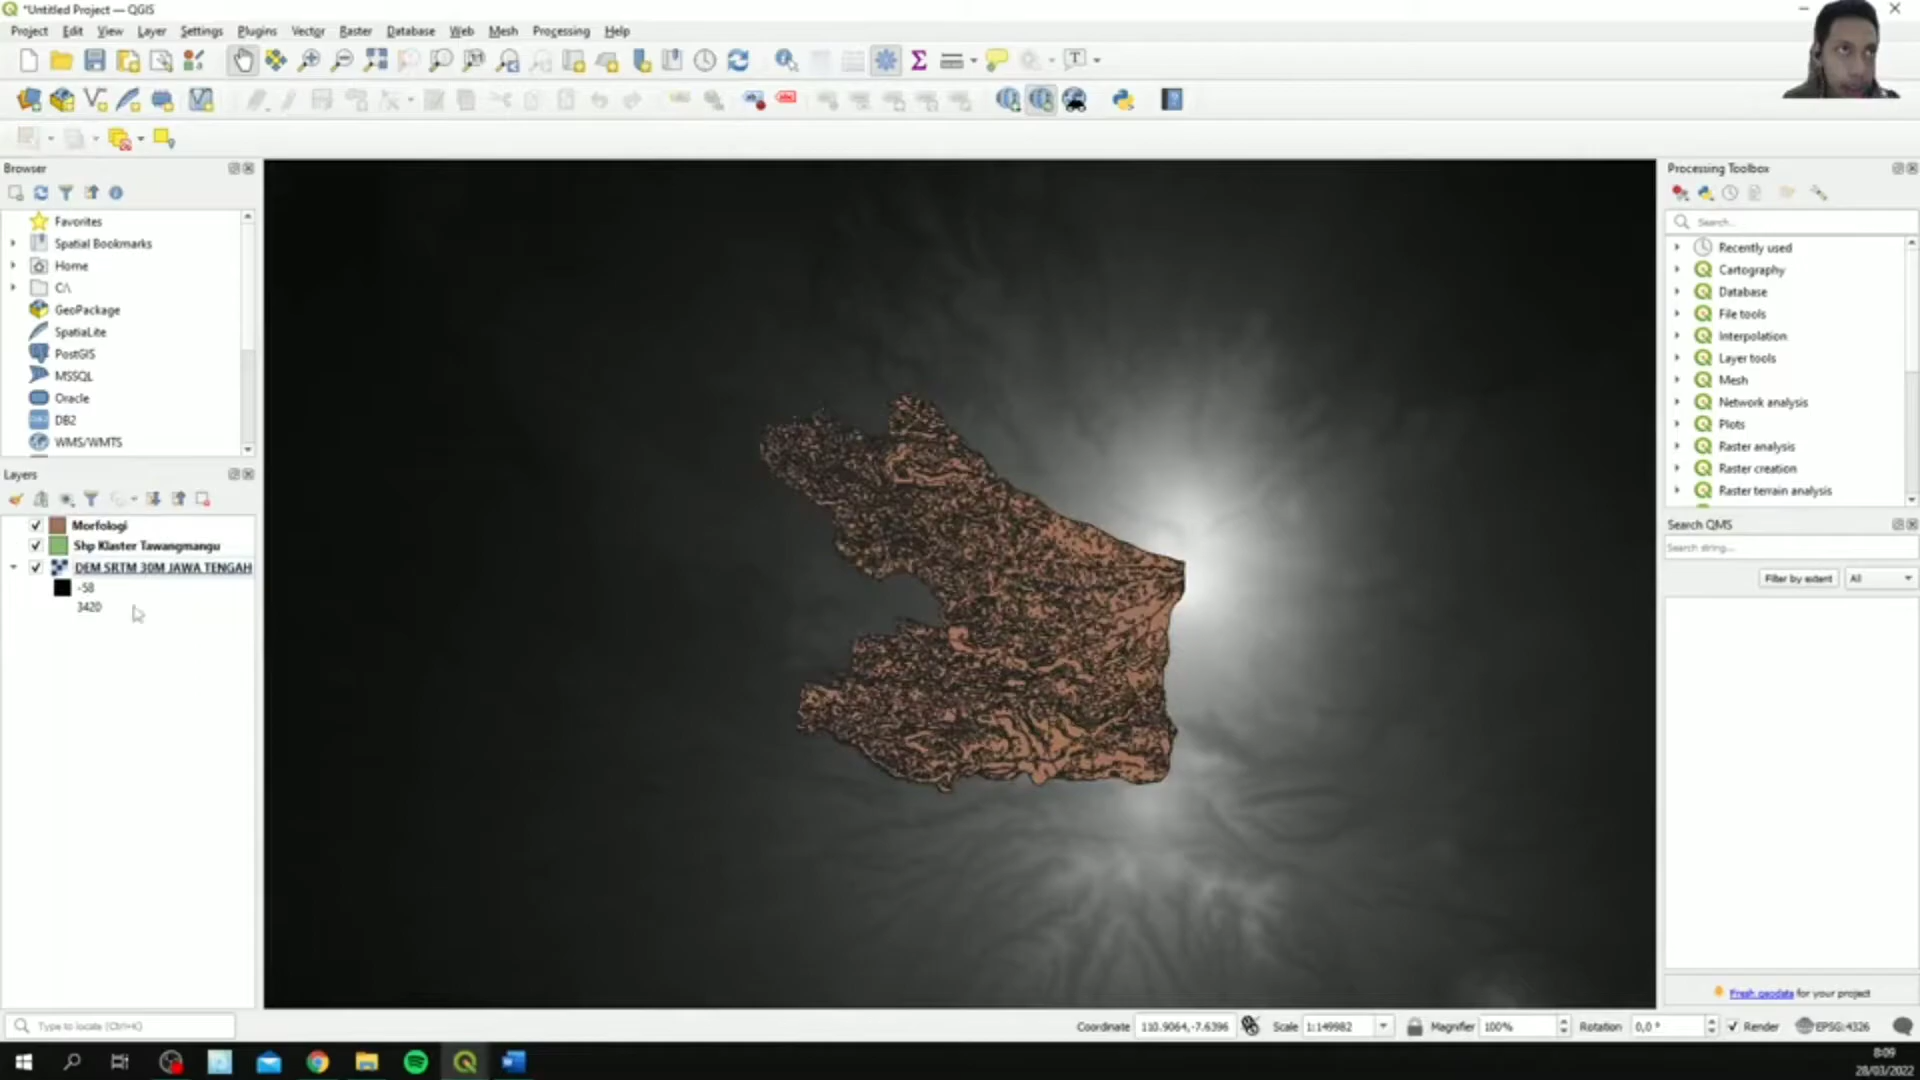 *Untitled Project — QGIS
Project Edit View Layer Settings Plugins Vector Raster Database Web Mesh Processing Help
Browser
Favorites
Spatial Bookmarks
Home
C:\
GeoPackage
SpatiaLite
PostGIS
MSSQL
Oracle
DB2
WMS/WMTS
Layers
Morfologi
Shp Klaster Tawangmangu
DEM SRTM 30M JAWA TENGAH
-58
3420
Type to locate (Ctrl+K)
Processing Toolbox
Search...
Recently used
Cartography
Database
File tools
Interpolation
Layer tools
Mesh
Network analysis
Plots
Raster analysis
Raster creation
Raster terrain analysis
Search QMS
Search string...
Filter by extent All
Fresh geodata for your project
Coordinate 110.9064,-7.6396 Scale 1:149982 Magnifier 100% Rotation 0,0 ° Render EPSG:4326
8:09
28/03/2022